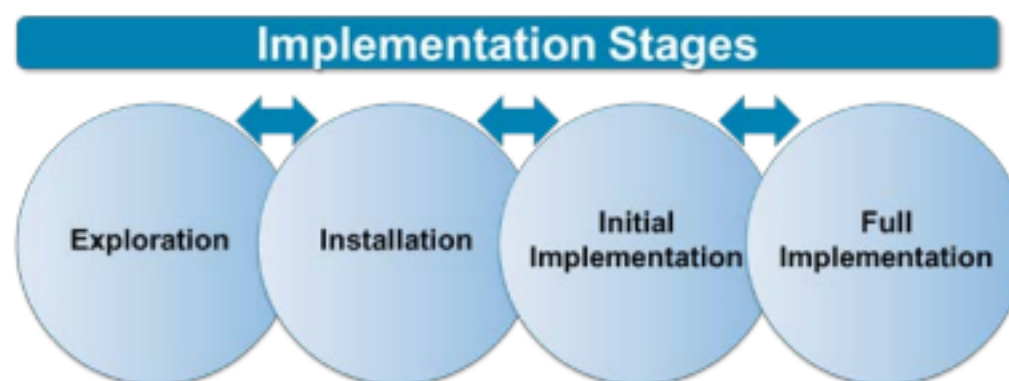 Implementation Stages
Exploration
Installation
Initial
Implementation
Full
Implementation